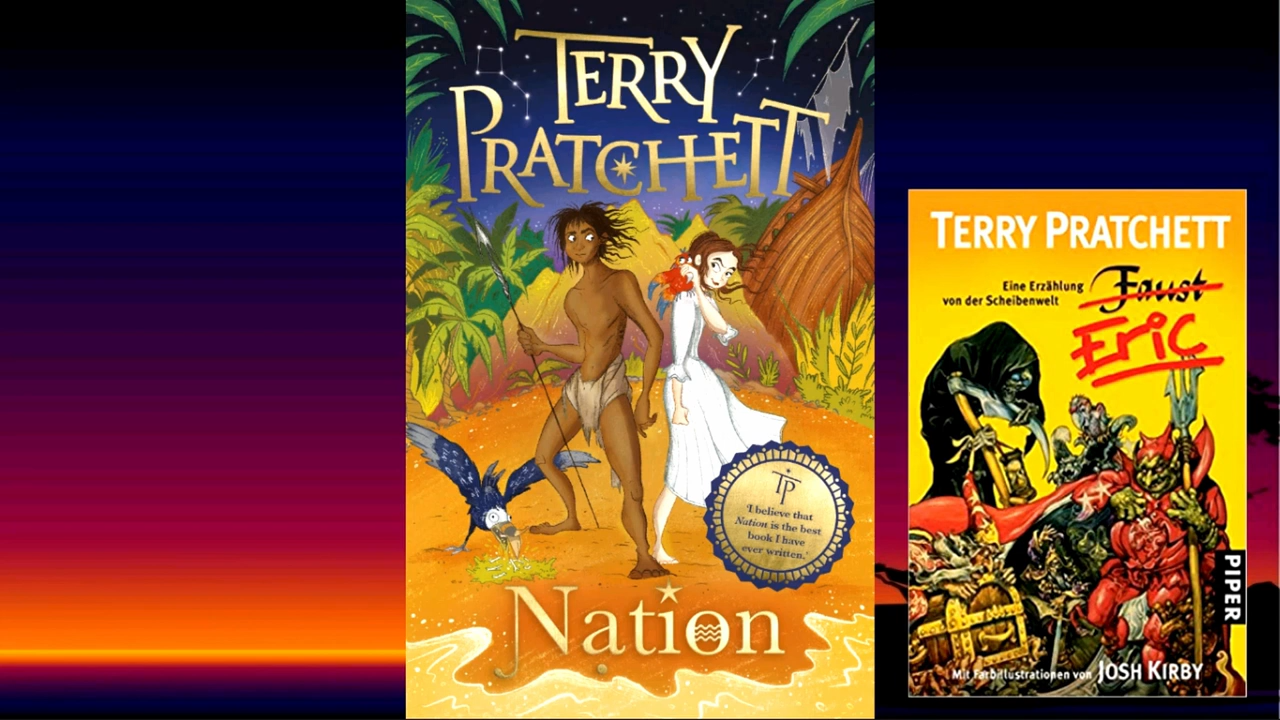 TERRY
PRATCHETT
TP
'I believe that
Nation is the best
book I have
ever written.'
Nation
TERRY PRATCHETT
Eine Erzählung
von der Scheibenwelt
Faust
Eric
PIPER
Mit Farbillustrationen von JOSH KIRBY